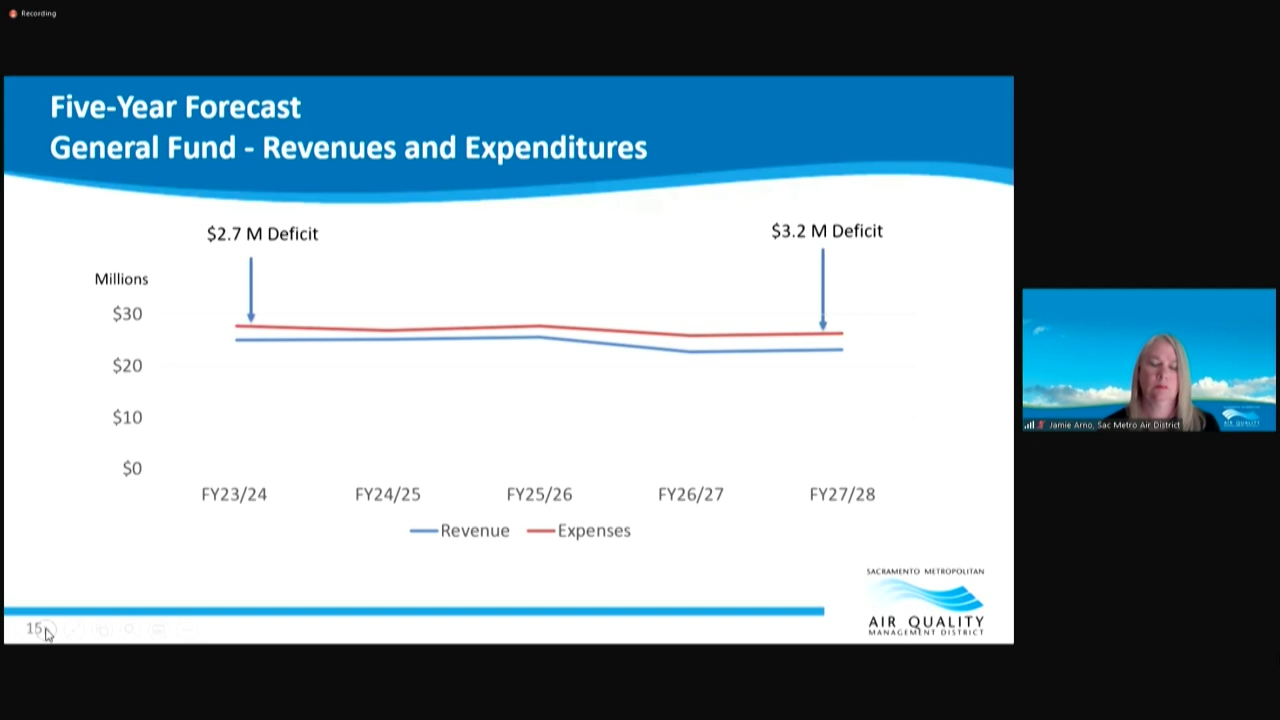 Recording
Five-Year Forecast
General Fund - Revenues and Expenditures
$2.7 M Deficit
$3.2 M Deficit
Millions
$30
$20
$10
$0
FY23/24 FY24/25 FY25/26 FY26/27 FY27/28
Revenue Expenses
SACRAMENTO METROPOLITAN
AIR QUALITY
MANAGEMENT DISTRICT
15
Jamie Arno, Sac Metro Air District
AIR QUALITY